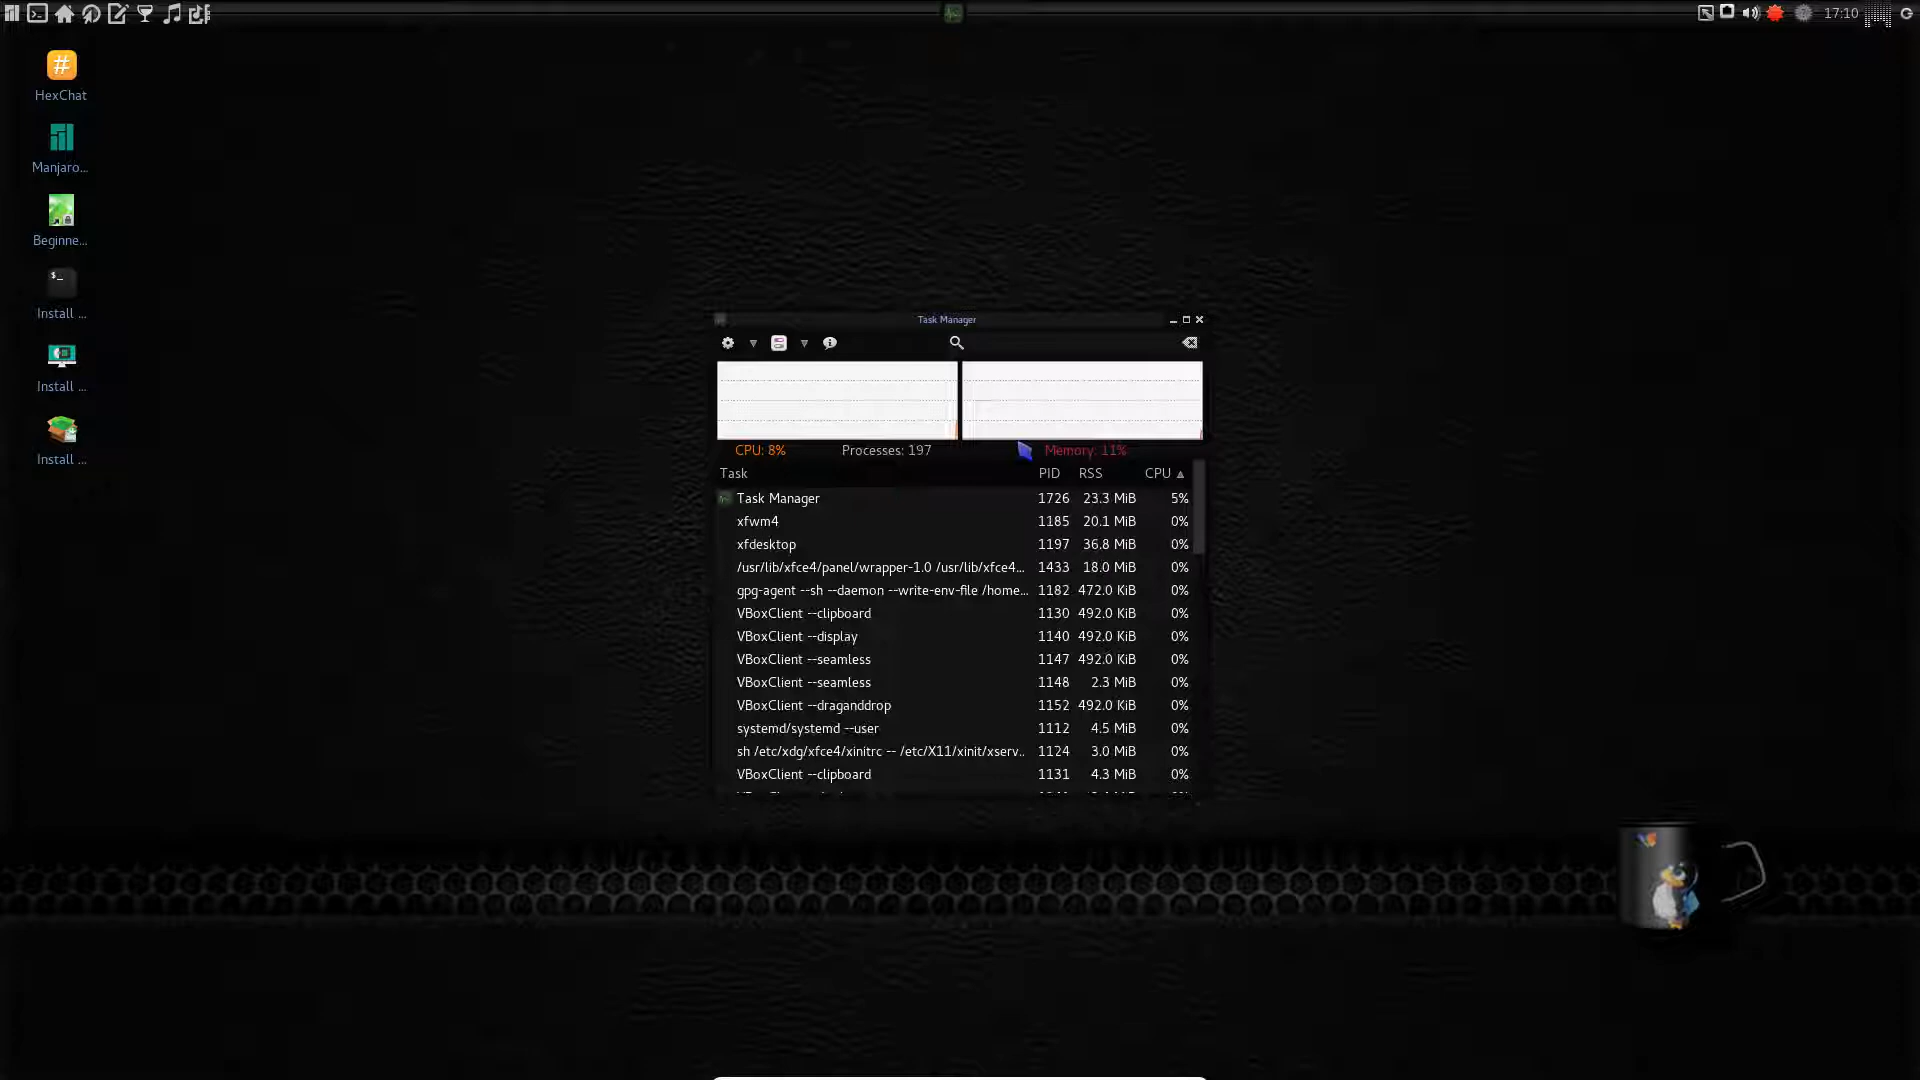 17:10
HexChat
Manjaro...
Beginne...
Install ...
Install ...
Install ...
Task Manager
CPU: 8% Processes: 197 Memory: 11%
Task PID RSS CPU
Task Manager 1726 23.3 MiB 5%
xfwm4 1185 20.1 MiB 0%
xfdesktop 1197 36.8 MiB 0%
/usr/lib/xfce4/panel/wrapper-1.0 /usr/lib/xfce4... 1433 18.0 MiB 0%
gpg-agent --sh --daemon --write-env-file /home... 1182 472.0 KiB 0%
VBoxClient --clipboard 1130 492.0 KiB 0%
VBoxClient --display 1140 492.0 KiB 0%
VBoxClient --seamless 1147 492.0 KiB 0%
VBoxClient --seamless 1148 2.3 MiB 0%
VBoxClient --draganddrop 1152 492.0 KiB 0%
systemd/systemd --user 1112 4.5 MiB 0%
sh /etc/xdg/xfce4/xinitrc -- /etc/X11/xinit/xserv... 1124 3.0 MiB 0%
VBoxClient --clipboard 1131 4.3 MiB 0%